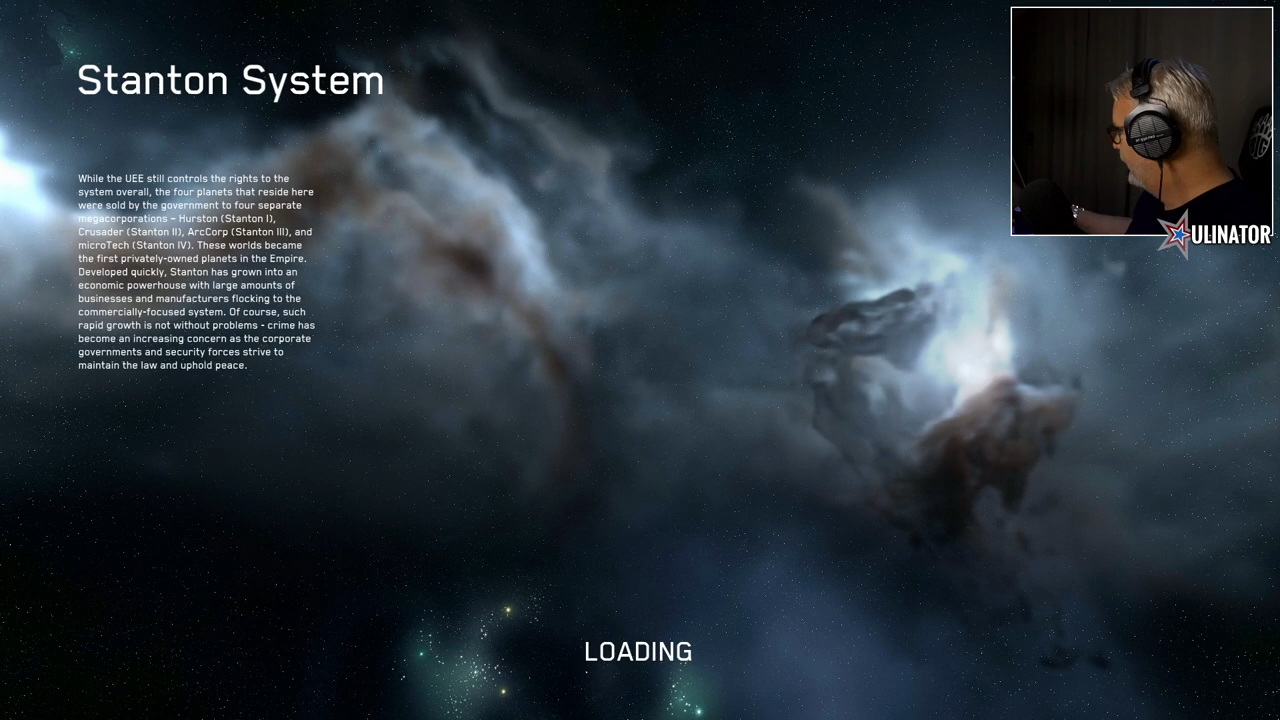 Stanton System
While the UEE still controls the rights to the
system overall, the four planets that reside here
were sold by the government to four separate
megacorporations – Hurston (Stanton I),
Crusader (Stanton II), ArcCorp (Stanton III), and
microTech (Stanton IV). These worlds became
the first privately-owned planets in the Empire.
Developed quickly, Stanton has grown into an
economic powerhouse with large amounts of
businesses and manufacturers flocking to the
commercially-focused system. Of course, such
rapid growth is not without problems - crime has
become an increasing concern as the corporate
governments and security forces strive to
maintain the law and uphold peace.
ULINATOR
LOADING